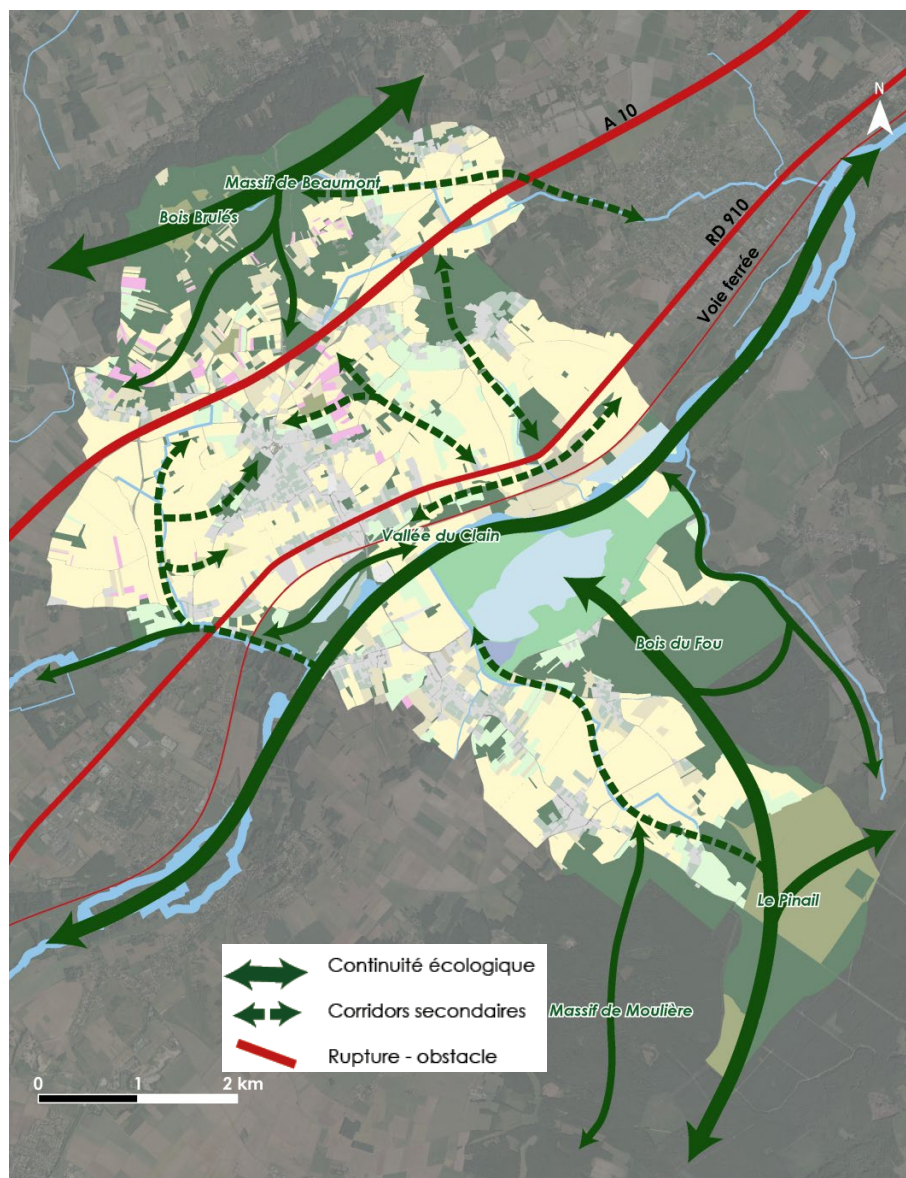 N
A 10
Massif de Beaumont
Bois Brulés
RD 910
Voie ferrée
Vallée du Clain
Bois du Fou
Le Pinail
Massif de Moulière
Continuité écologique
Corridors secondaires
Rupture - obstacle
0 1 2 km